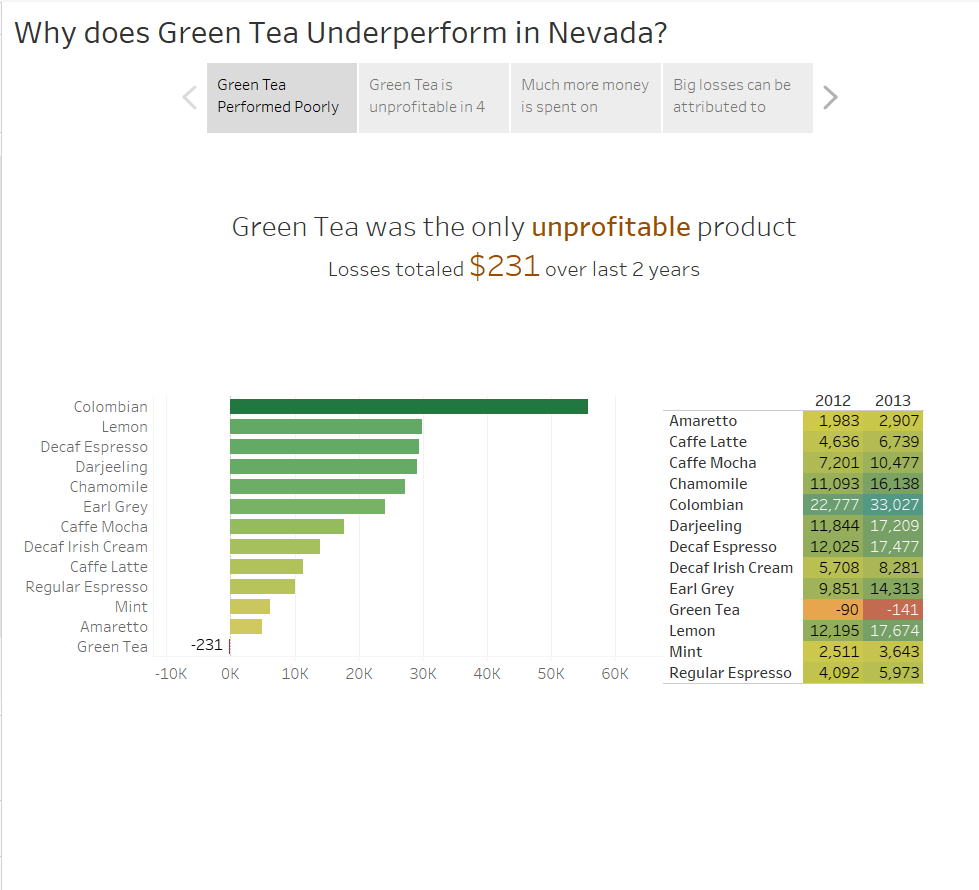 Why does Green Tea Underperform in Nevada?
Green Tea
Performed Poorly
Green Tea is
unprofitable in 4
Much more money
is spent on
Big losses can be
attributed to
Green Tea was the only unprofitable product
Losses totaled $231 over last 2 years
Colombian
Lemon
Decaf Espresso
Darjeeling
Chamomile
Earl Grey
Caffe Mocha
Decaf Irish Cream
Caffe Latte
Regular Espresso
Mint
Amaretto
Green Tea -231
-10K 0K 10K 20K 30K 40K 50K 60K
2012 2013
Amaretto 1,983 2,907
Caffe Latte 4,636 6,739
Caffe Mocha 7,201 10,477
Chamomile 11,093 16,138
Colombian 22,777 33,027
Darjeeling 11,844 17,209
Decaf Espresso 12,025 17,477
Decaf Irish Cream 5,708 8,281
Earl Grey 9,851 14,313
Green Tea -90 -141
Lemon 12,195 17,674
Mint 2,511 3,643
Regular Espresso 4,092 5,973